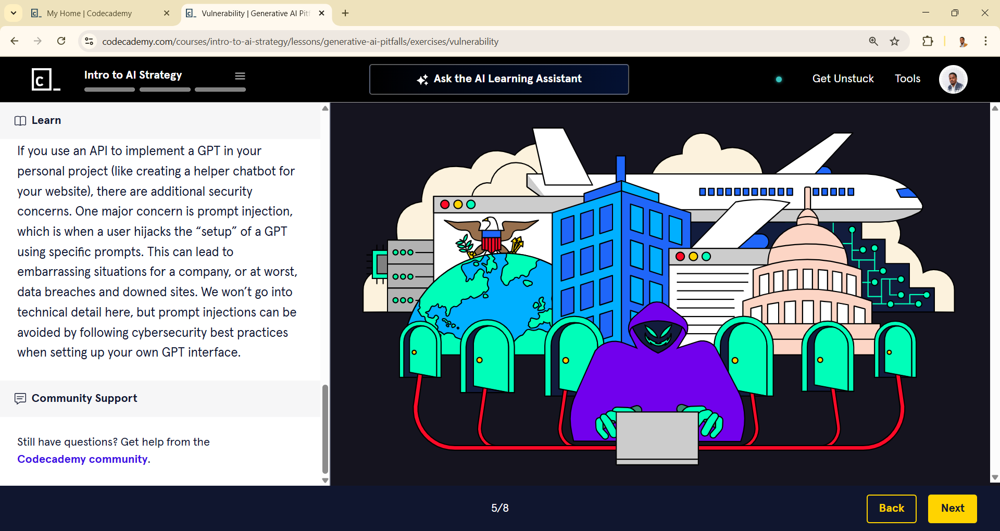 My Home | Codecademy
Vulnerability | Generative AI Pitf
codecademy.com/courses/intro-to-ai-strategy/lessons/generative-ai-pitfalls/exercises/vulnerability
c_
Intro to AI Strategy
Ask the AI Learning Assistant
Get Unstuck
Tools
Learn
If you use an API to implement a GPT in your
personal project (like creating a helper chatbot for
your website), there are additional security
concerns. One major concern is prompt injection,
which is when a user hijacks the “setup” of a GPT
using specific prompts. This can lead to
embarrassing situations for a company, or at worst,
data breaches and downed sites. We won’t go into
technical detail here, but prompt injections can be
avoided by following cybersecurity best practices
when setting up your own GPT interface.
Community Support
Still have questions? Get help from the
Codecademy community.
5/8
Back
Next